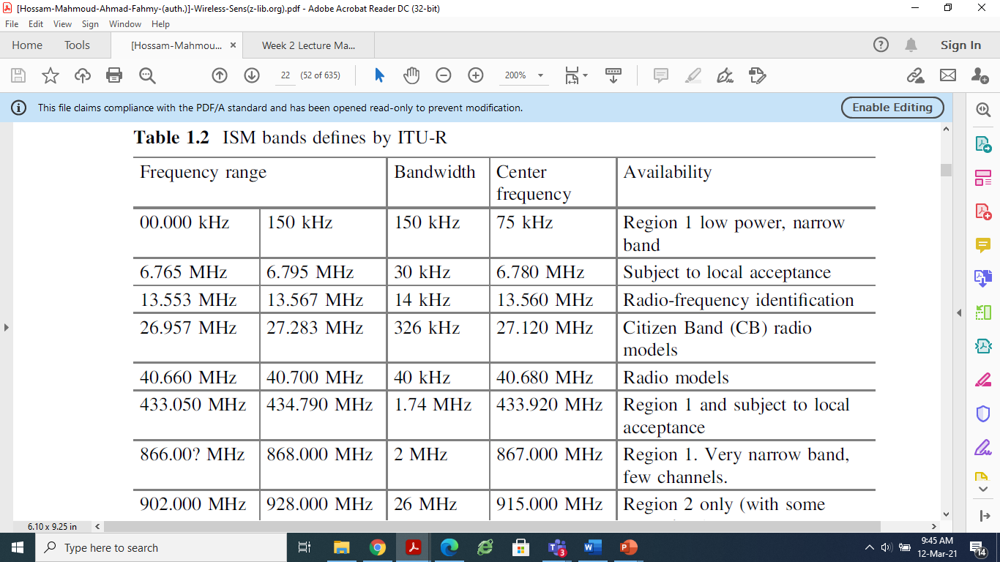 [Hossam-Mahmoud-Ahmad-Fahmy-(auth.)]-Wireless-Sens(z-lib.org).pdf - Adobe Acrobat Reader DC (32-bit)
File Edit View Sign Window Help
Home Tools [Hossam-Mahmou... × Week 2 Lecture Ma... Sign In
22 (52 of 635) 200%
This file claims compliance with the PDF/A standard and has been opened read-only to prevent modification. Enable Editing
Table 1.2 ISM bands defines by ITU-R
Frequency range Bandwidth Center frequency Availability
00.000 kHz 150 kHz 150 kHz 75 kHz Region 1 low power, narrow
band
6.765 MHz 6.795 MHz 30 kHz 6.780 MHz Subject to local acceptance
13.553 MHz 13.567 MHz 14 kHz 13.560 MHz Radio-frequency identification
26.957 MHz 27.283 MHz 326 kHz 27.120 MHz Citizen Band (CB) radio
models
40.660 MHz 40.700 MHz 40 kHz 40.680 MHz Radio models
433.050 MHz 434.790 MHz 1.74 MHz 433.920 MHz Region 1 and subject to local
acceptance
866.00? MHz 868.000 MHz 2 MHz 867.000 MHz Region 1. Very narrow band,
few channels.
902.000 MHz 928.000 MHz 26 MHz 915.000 MHz Region 2 only (with some
6.10 x 9.25 in
Type here to search 3 9:45 AM
12-Mar-21 14